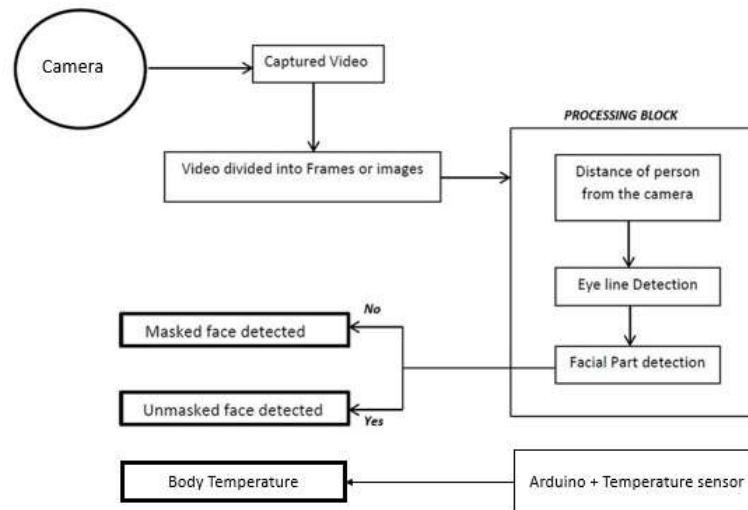 Camera
Captured Video
PROCESSING BLOCK
Video divided into Frames or images
Distance of person
from the camera
Eye line Detection
No
Masked face detected
Facial Part detection
Unmasked face detected
Yes
Body Temperature
Arduino + Temperature sensor